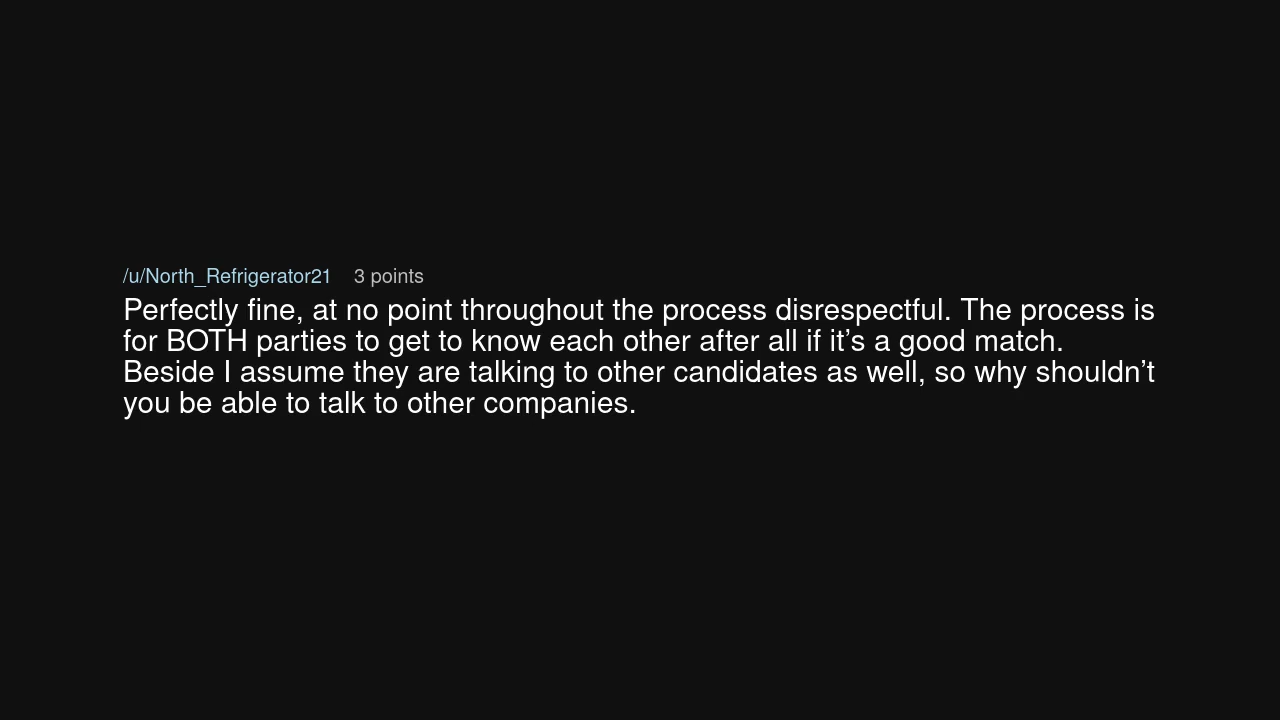 /u/North_Refrigerator21 3 points
Perfectly fine, at no point throughout the process disrespectful. The process is
for BOTH parties to get to know each other after all if it’s a good match.
Beside I assume they are talking to other candidates as well, so why shouldn’t
you be able to talk to other companies.